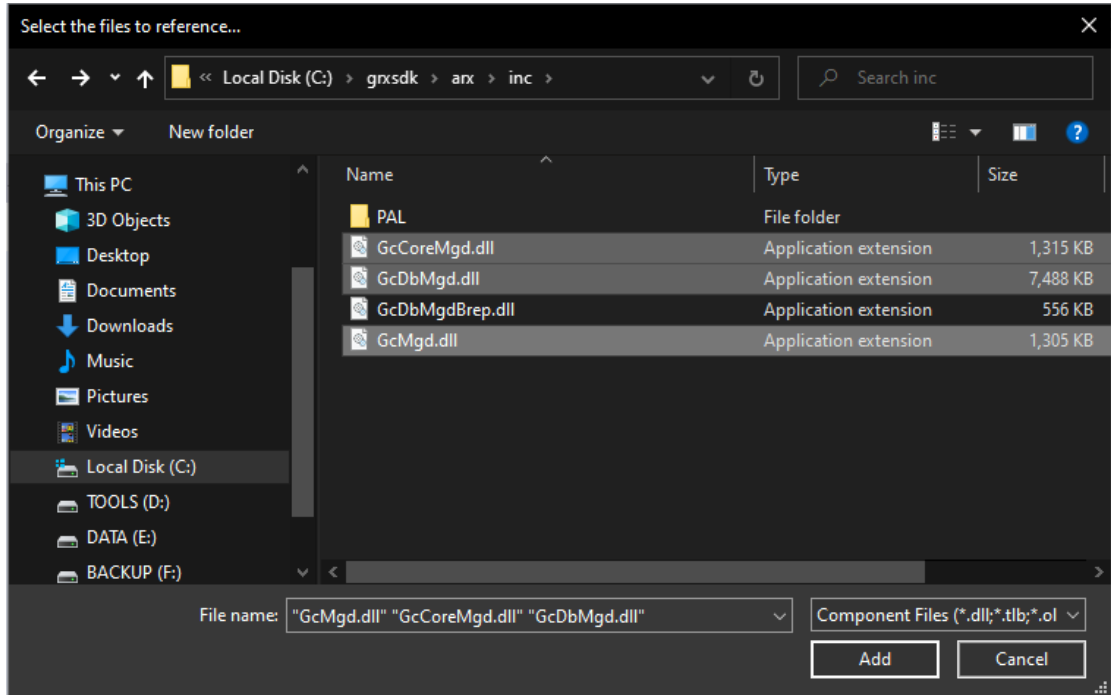 Select the files to reference...
« Local Disk (C:) › grxsdk › arx › inc ›
Search inc
Organize
New folder
Name Type Size
This PC
3D Objects
Desktop
Documents
Downloads
Music
Pictures
Videos
Local Disk (C:)
TOOLS (D:)
DATA (E:)
BACKUP (F:)
PAL File folder
GcCoreMgd.dll Application extension 1,315 KB
GcDbMgd.dll Application extension 7,488 KB
GcDbMgdBrep.dll Application extension 556 KB
GcMgd.dll Application extension 1,305 KB
File name: "GcMgd.dll" "GcCoreMgd.dll" "GcDbMgd.dll"
Component Files (*.dll;*.tlb;*.ol
Add Cancel